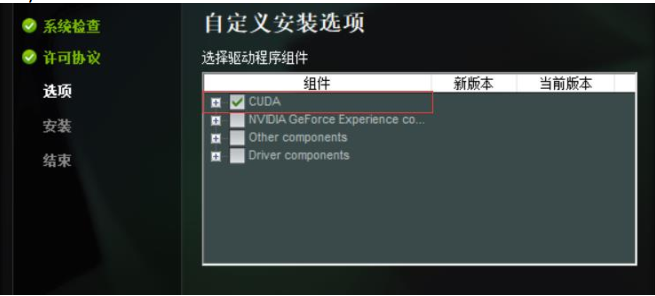 系统检查
许可协议
选项
安装
结束
自定义安装选项
选择驱动程序组件
组件 新版本 当前版本
CUDA
NVIDIA GeForce Experience co...
Other components
Driver components